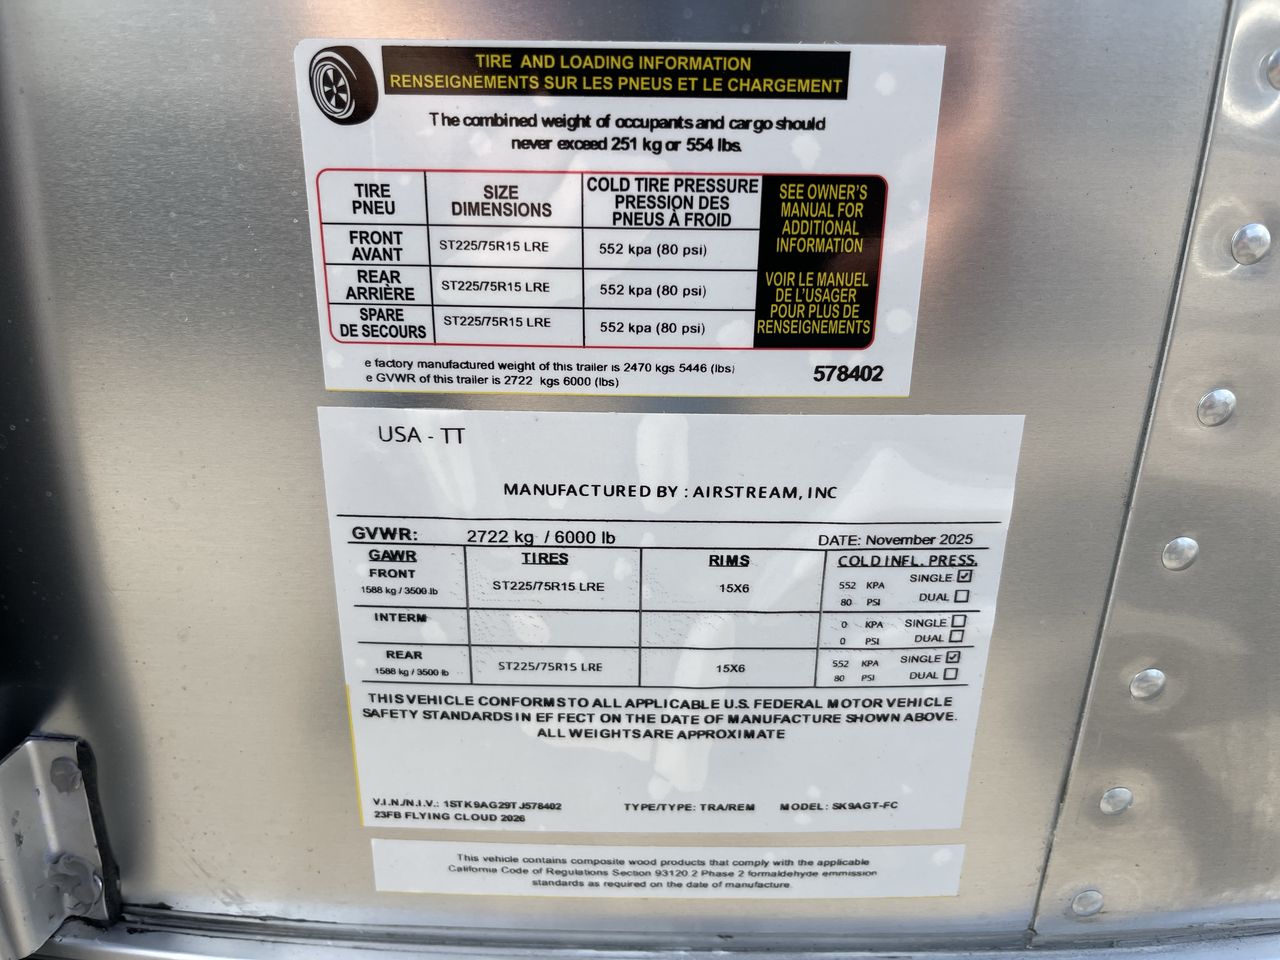 TIRE AND LOADING INFORMATION
RENSEIGNEMENTS SUR LES PNEUS ET LE CHARGEMENT
The combined weight of occupants and cargo should
never exceed 251 kg or 554 lbs.
TIRE PNEU SIZE DIMENSIONS COLD TIRE PRESSURE PRESSION DES PNEUS À FROID
FRONT AVANT ST225/75R15 LRE 552 kpa (80 psi)
REAR ARRIÈRE ST225/75R15 LRE 552 kpa (80 psi)
SPARE DE SECOURS ST225/75R15 LRE 552 kpa (80 psi)
SEE OWNER'S
MANUAL FOR
ADDITIONAL
INFORMATION
VOIR LE MANUEL
DE L'USAGER
POUR PLUS DE
RENSEIGNEMENTS
e factory manufactured weight of this trailer is 2470 kgs 5446 (lbs)
e GVWR of this trailer is 2722 kgs 6000 (lbs)
578402
USA - TT
MANUFACTURED BY : AIRSTREAM, INC
GVWR: 2722 kg / 6000 lb DATE: November 2025
GAWR TIRES RIMS COLD INFL. PRESS.
FRONT ST225/75R15 LRE 15X6 552 KPA SINGLE ☑
1588 kg / 3500 lb 80 PSI DUAL ☐
INTERM 0 KPA SINGLE ☐
0 PSI DUAL ☐
REAR ST225/75R15 LRE 15X6 552 KPA SINGLE ☑
1588 kg / 3500 lb 80 PSI DUAL ☐
THIS VEHICLE CONFORMS TO ALL APPLICABLE U.S. FEDERAL MOTOR VEHICLE
SAFETY STANDARDS IN EFFECT ON THE DATE OF MANUFACTURE SHOWN ABOVE.
ALL WEIGHTS ARE APPROXIMATE
V.I.N./N.I.V.: 1STK9AG29TJ578402 TYPE/TYPE: TRA/REM MODEL: SK9AGT-FC
23FB FLYING CLOUD 2026
This vehicle contains composite wood products that comply with the applicable
California Code of Regulations Section 93120.2 Phase 2 formaldehyde emmission
standards as required on the date of manufacture.